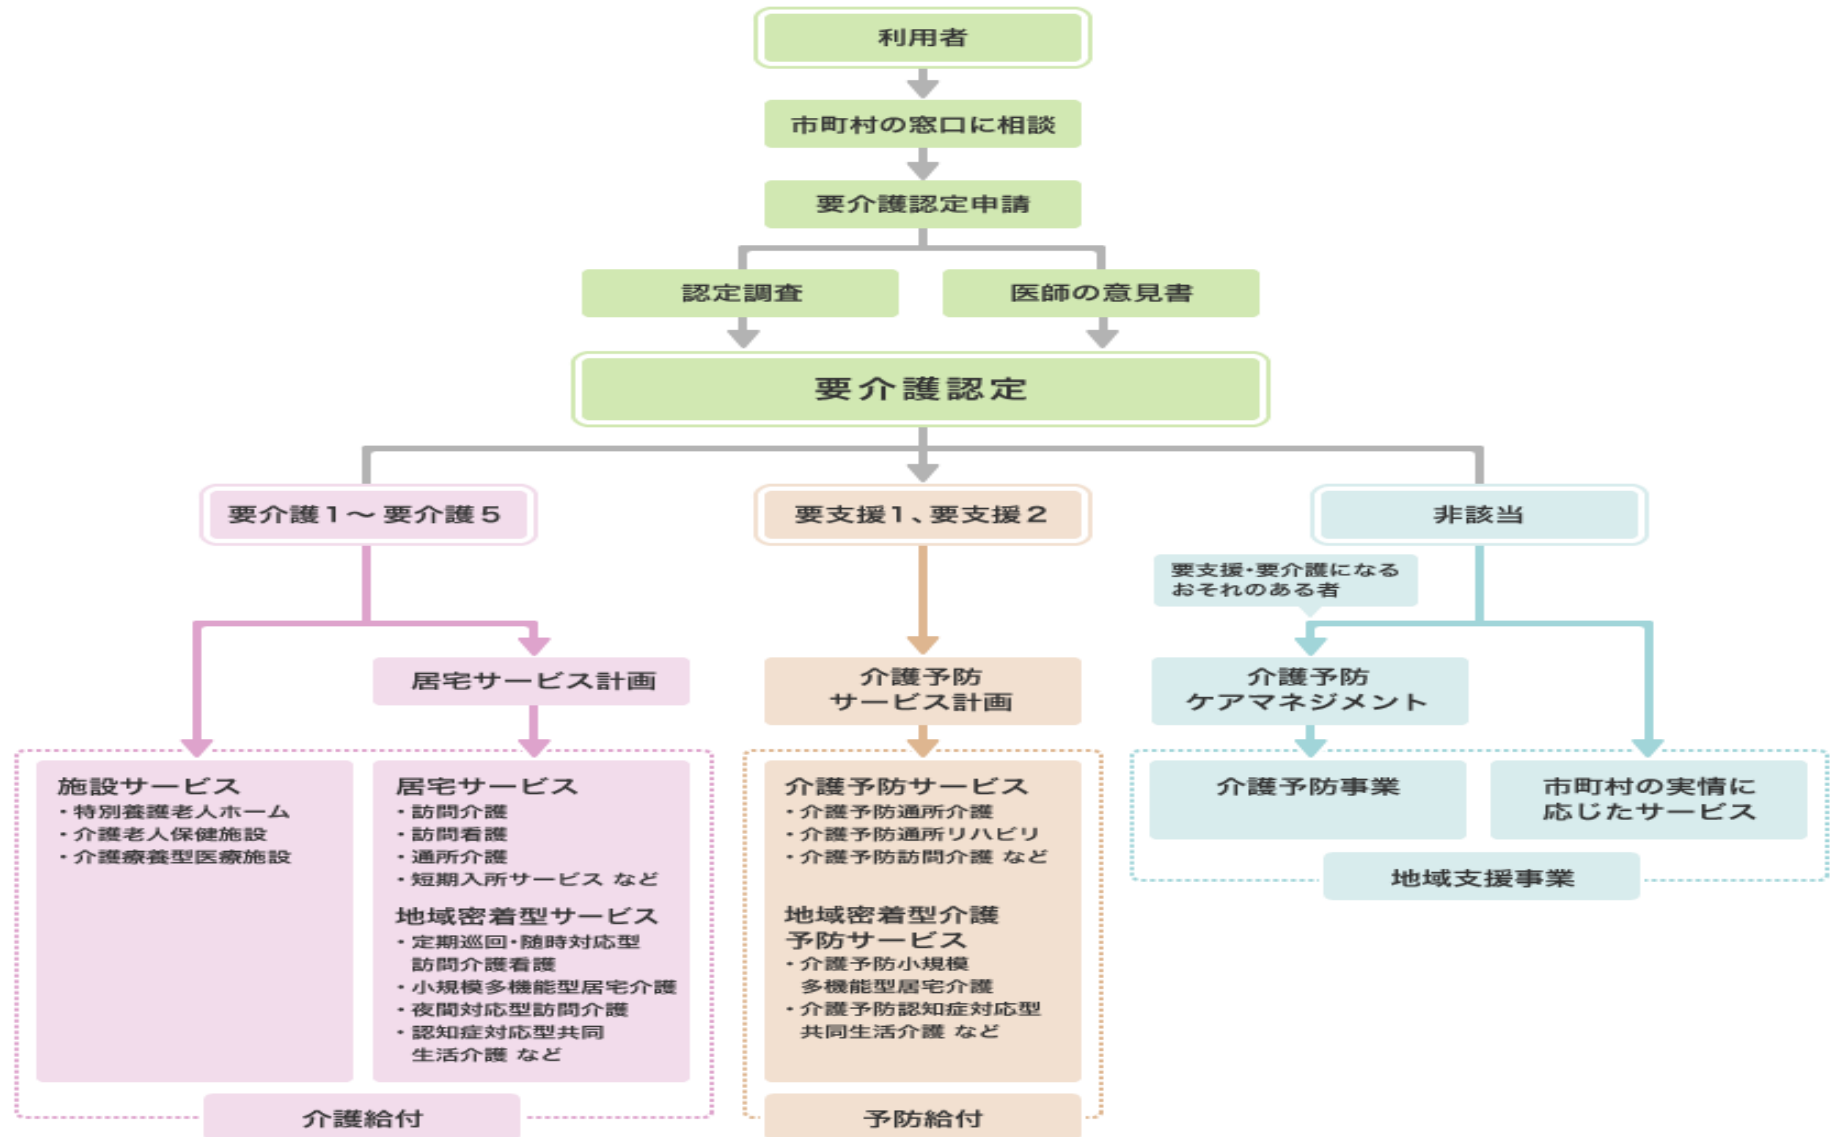 利用者
市町村の窓口に相談
要介護認定申請
認定調査
医師の意見書
要介護認定
要介護1～要介護5
要支援1、要支援2
非該当
要支援・要介護になる
おそれのある者
居宅サービス計画
介護予防
サービス計画
介護予防
ケアマネジメント
施設サービス
・特別養護老人ホーム
・介護老人保健施設
・介護療養型医療施設
居宅サービス
・訪問介護
・訪問看護
・通所介護
・短期入所サービス など
地域密着型サービス
・定期巡回・随時対応型
訪問介護看護
・小規模多機能型居宅介護
・夜間対応型訪問介護
・認知症対応型共同
生活介護 など
介護給付
介護予防サービス
・介護予防通所介護
・介護予防通所リハビリ
・介護予防訪問介護 など
地域密着型介護
予防サービス
・介護予防小規模
多機能型居宅介護
・介護予防認知症対応型
共同生活介護 など
予防給付
介護予防事業
市町村の実情に
応じたサービス
地域支援事業